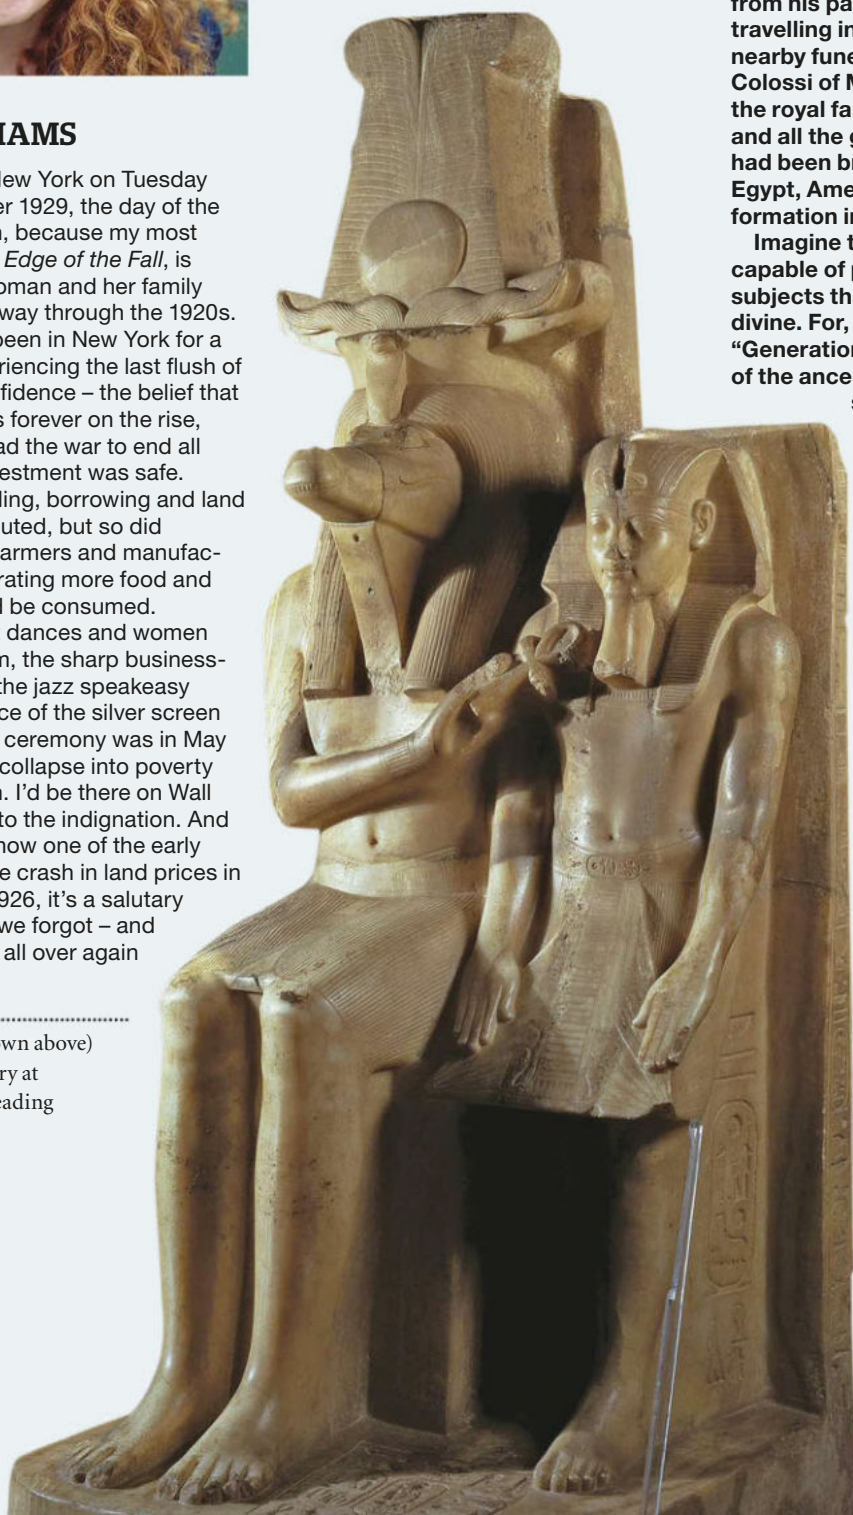 IAMS
New York on Tuesday
er 1929, the day of the
n, because my most
Edge of the Fall, is
oman and her family
way through the 1920s.
been in New York for a
riencing the last flush of
fidence – the belief that
s forever on the rise,
ad the war to end all
estment was safe.
ling, borrowing and land
uted, but so did
armers and manufac-
rating more food and
d be consumed.
t dances and women
n, the sharp business-
the jazz speakeasy
ce of the silver screen
ceremony was in May
collapse into poverty
n. I’d be there on Wall
to the indignation. And
how one of the early
e crash in land prices in
926, it’s a salutary
we forgot – and
all over again
own above)
ry at
eading
from his pa
travelling in
nearby fune
Colossi of M
the royal fa
and all the g
had been br
Egypt, Ame
formation in
Imagine t
capable of p
subjects th
divine. For,
“Generation
of the ance
s